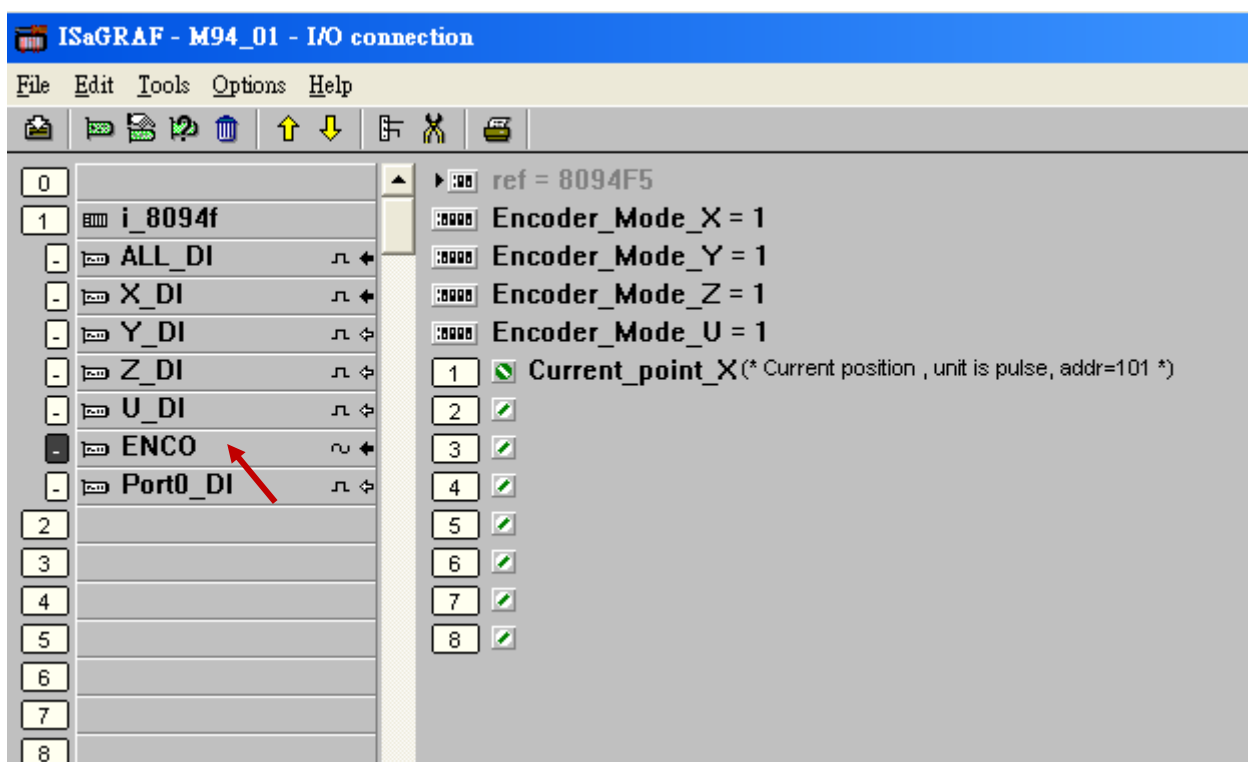 ISaGRAF - M94_01 - I/O connection
File Edit Tools Options Help
0
1 i_8094f
- ALL_DI
- X_DI
- Y_DI
- Z_DI
- U_DI
- ENCO
- Port0_DI
2
3
4
5
6
7
8
ref = 8094F5
Encoder_Mode_X = 1
Encoder_Mode_Y = 1
Encoder_Mode_Z = 1
Encoder_Mode_U = 1
1 Current_point_X (* Current position , unit is pulse, addr=101 *)
2
3
4
5
6
7
8